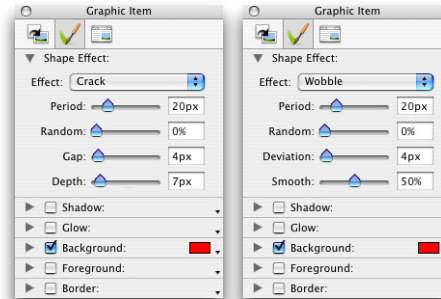 Graphic Item
Shape Effect:
Effect: Crack
Period: 20px
Random: 0%
Gap: 4px
Depth: 7px
Shadow:
Glow:
Background:
Foreground:
Border:
Graphic Item
Shape Effect:
Effect: Wobble
Period: 20px
Random: 0%
Deviation: 4px
Smooth: 50%
Shadow:
Glow:
Background:
Foreground:
Border: